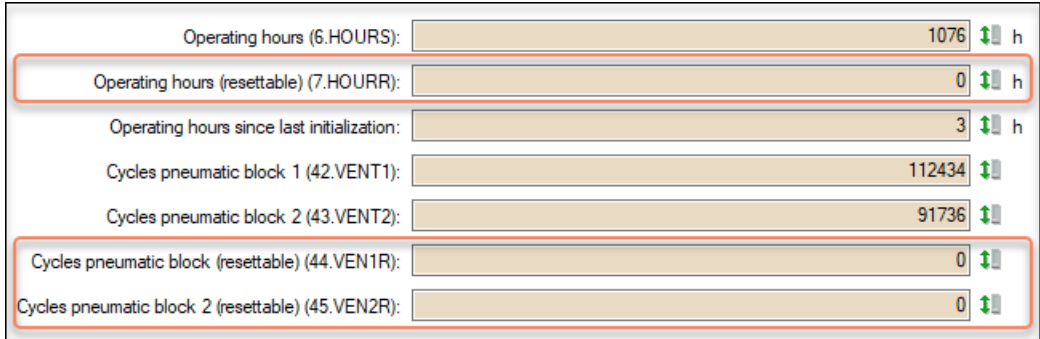 Operating hours (6.HOURS): 1076 h
Operating hours (resettable) (7.HOURR): 0 h
Operating hours since last initialization: 3 h
Cycles pneumatic block 1 (42.VENT1): 112434
Cycles pneumatic block 2 (43.VENT2): 91736
Cycles pneumatic block (resettable) (44.VEN1R): 0
Cycles pneumatic block 2 (resettable) (45.VEN2R): 0